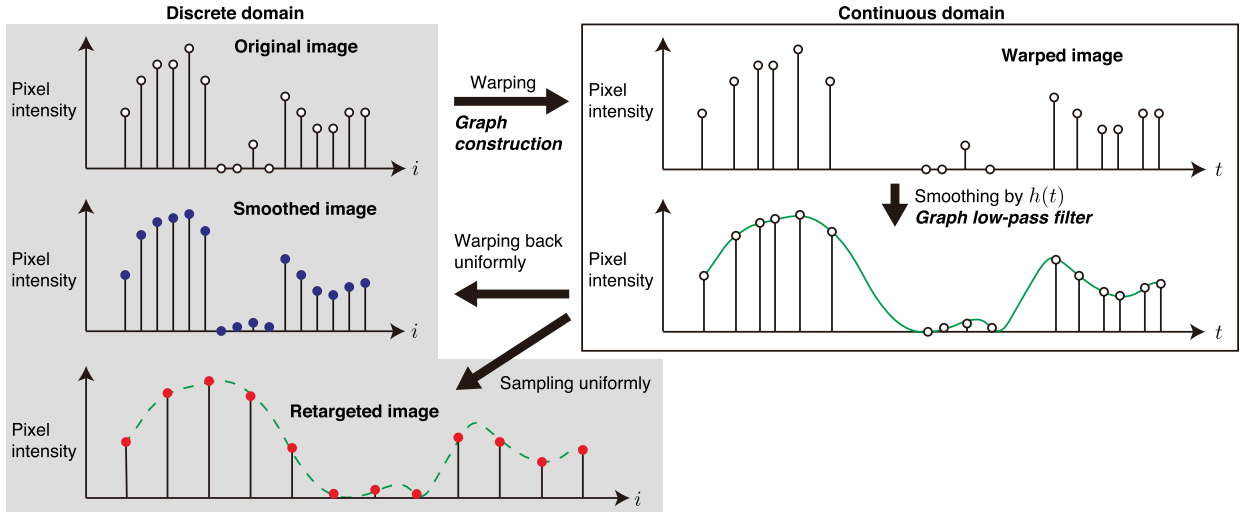 Discrete domain
Continuous domain
Original image
Pixel
intensity
i
Warping
Graph
construction
Warped image
Pixel
intensity
t
Smoothing by h(t)
Graph low-pass filter
Smoothed image
Pixel
intensity
i
Warping back
uniformly
Pixel
intensity
t
Sampling uniformly
Retargeted image
Pixel
intensity
i